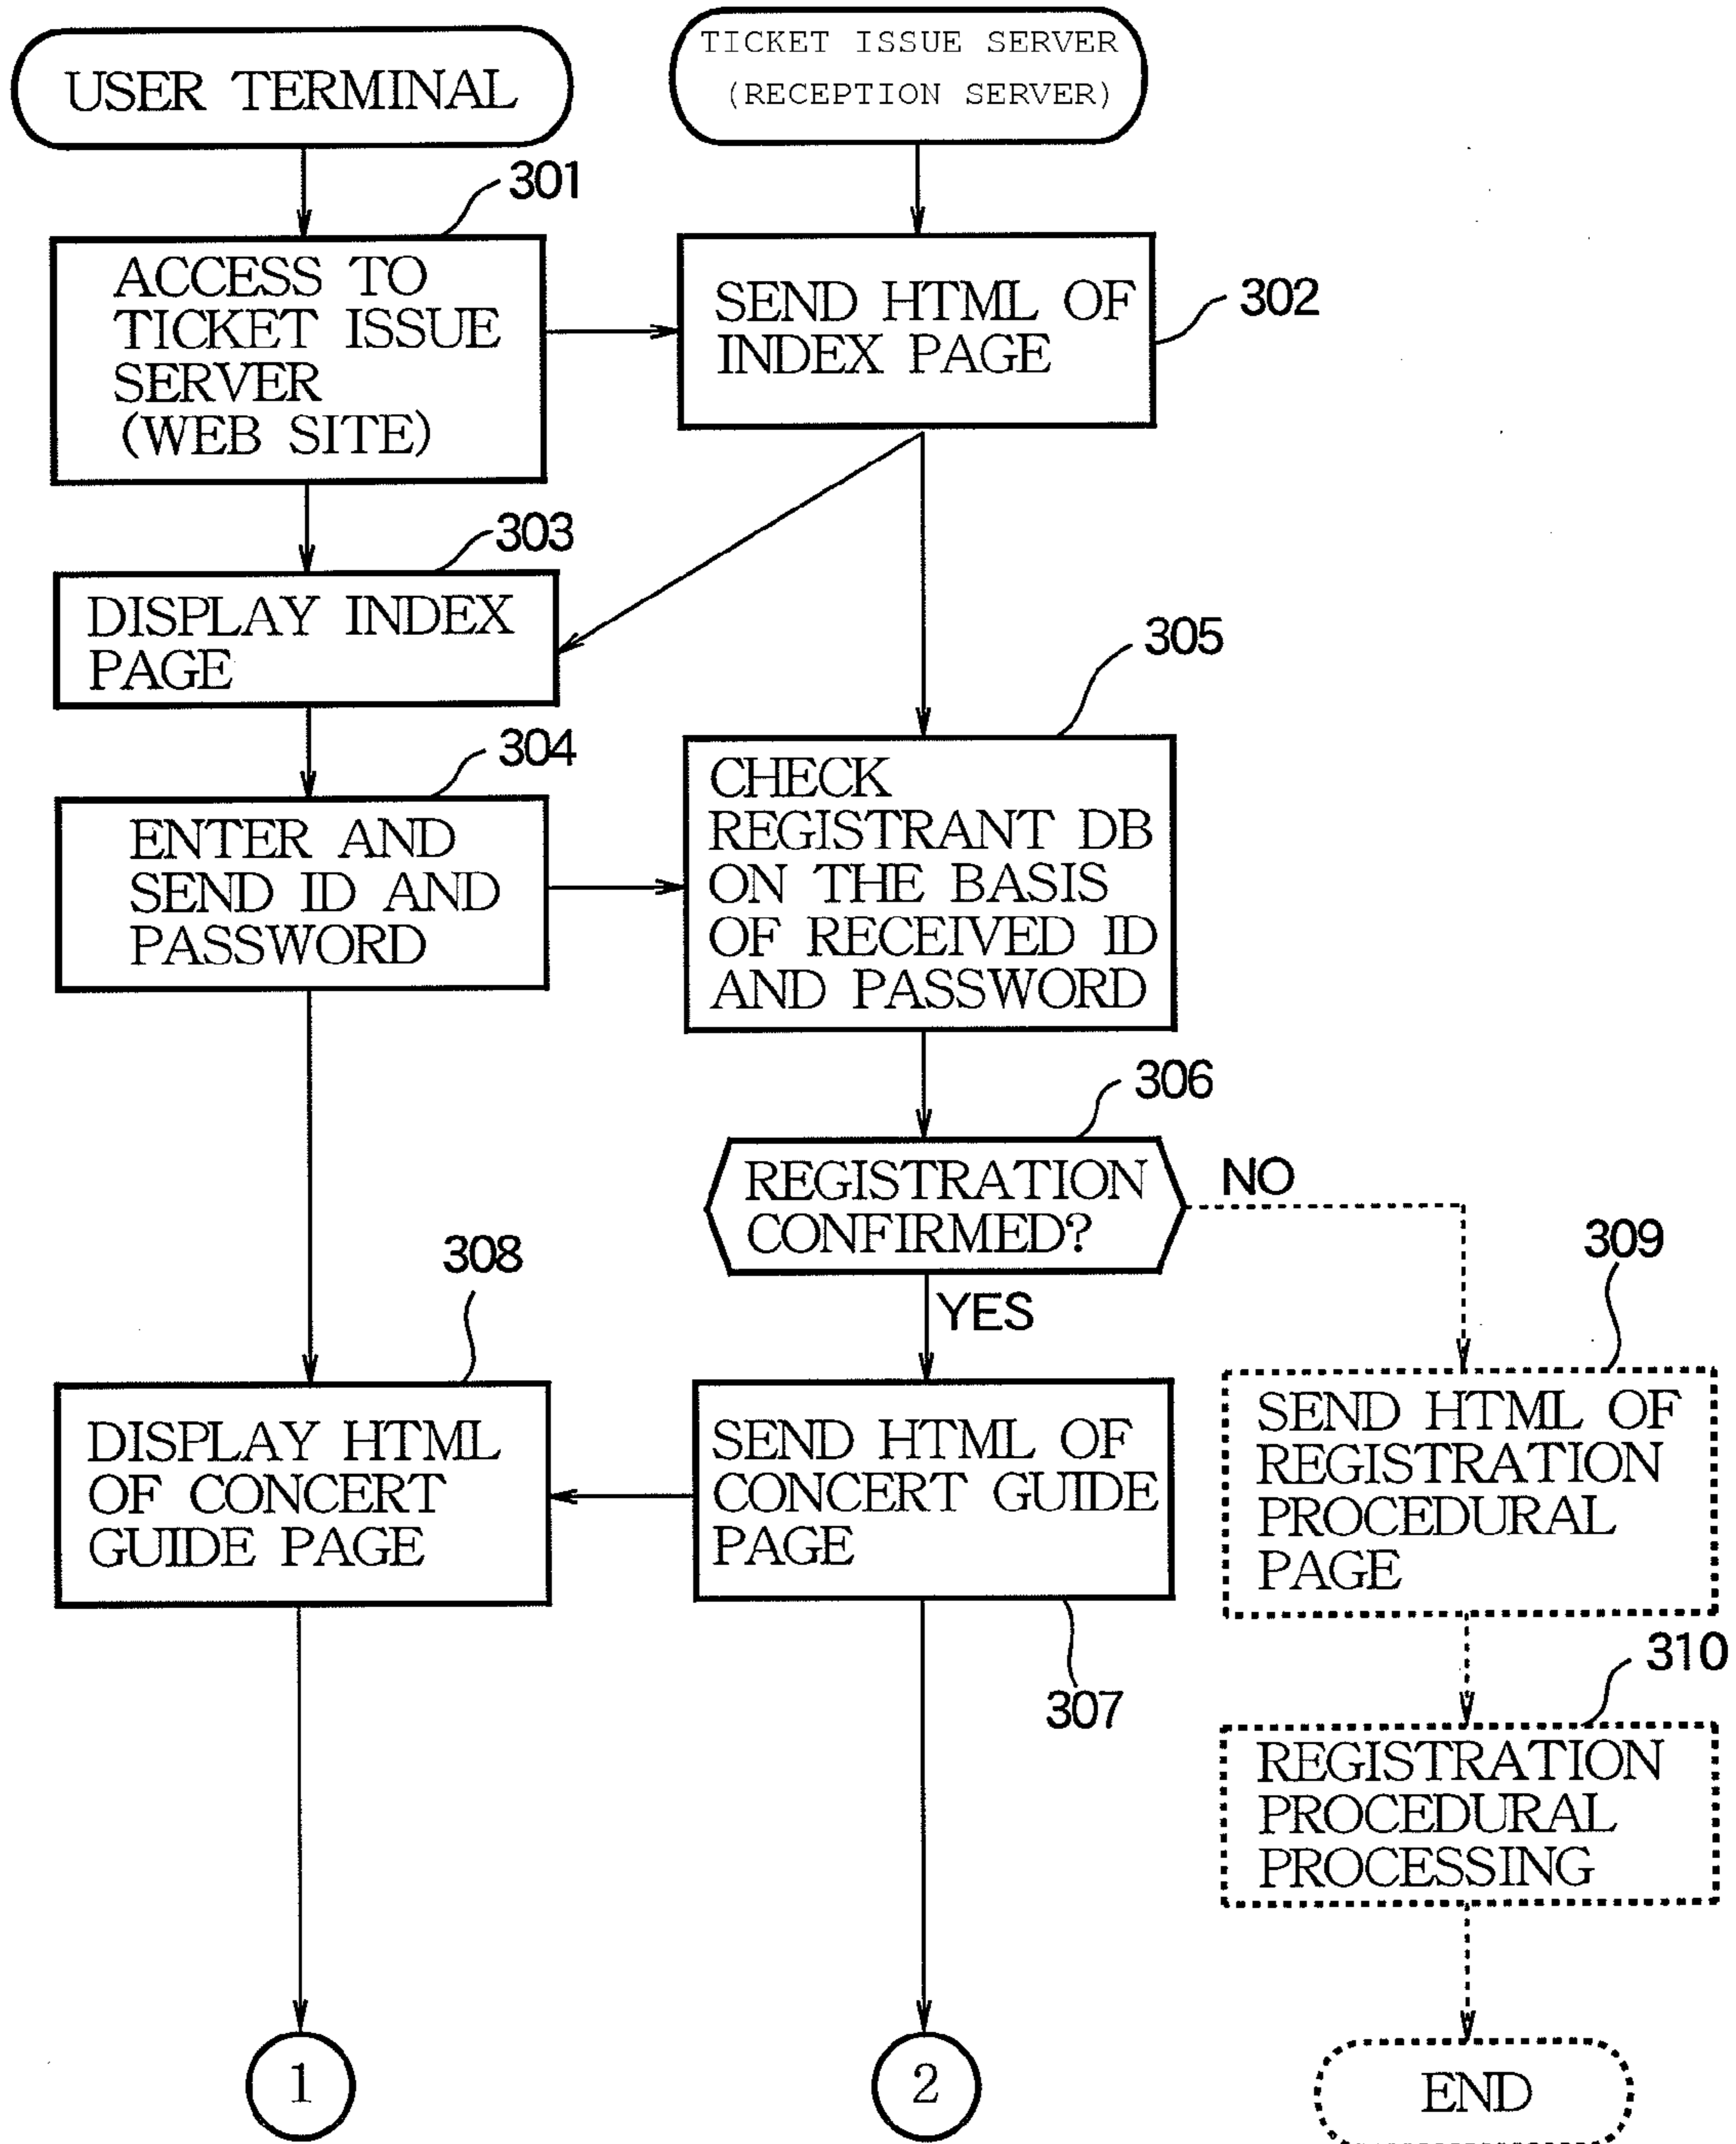 USER TERMINAL
TICKET ISSUE SERVER
(RECEPTION SERVER)
301
ACCESS TO
TICKET ISSUE
SERVER
(WEB SITE)
SEND HTML OF
INDEX PAGE
302
303
DISPLAY INDEX
PAGE
304
ENTER AND
SEND ID AND
PASSWORD
305
CHECK
REGISTRANT DB
ON THE BASIS
OF RECEIVED ID
AND PASSWORD
306
REGISTRATION
CONFIRMED?
NO
YES
308
DISPLAY HTML
OF CONCERT
GUIDE PAGE
SEND HTML OF
CONCERT GUIDE
PAGE
307
309
SEND HTML OF
REGISTRATION
PROCEDURAL
PAGE
310
REGISTRATION
PROCEDURAL
PROCESSING
1
2
END